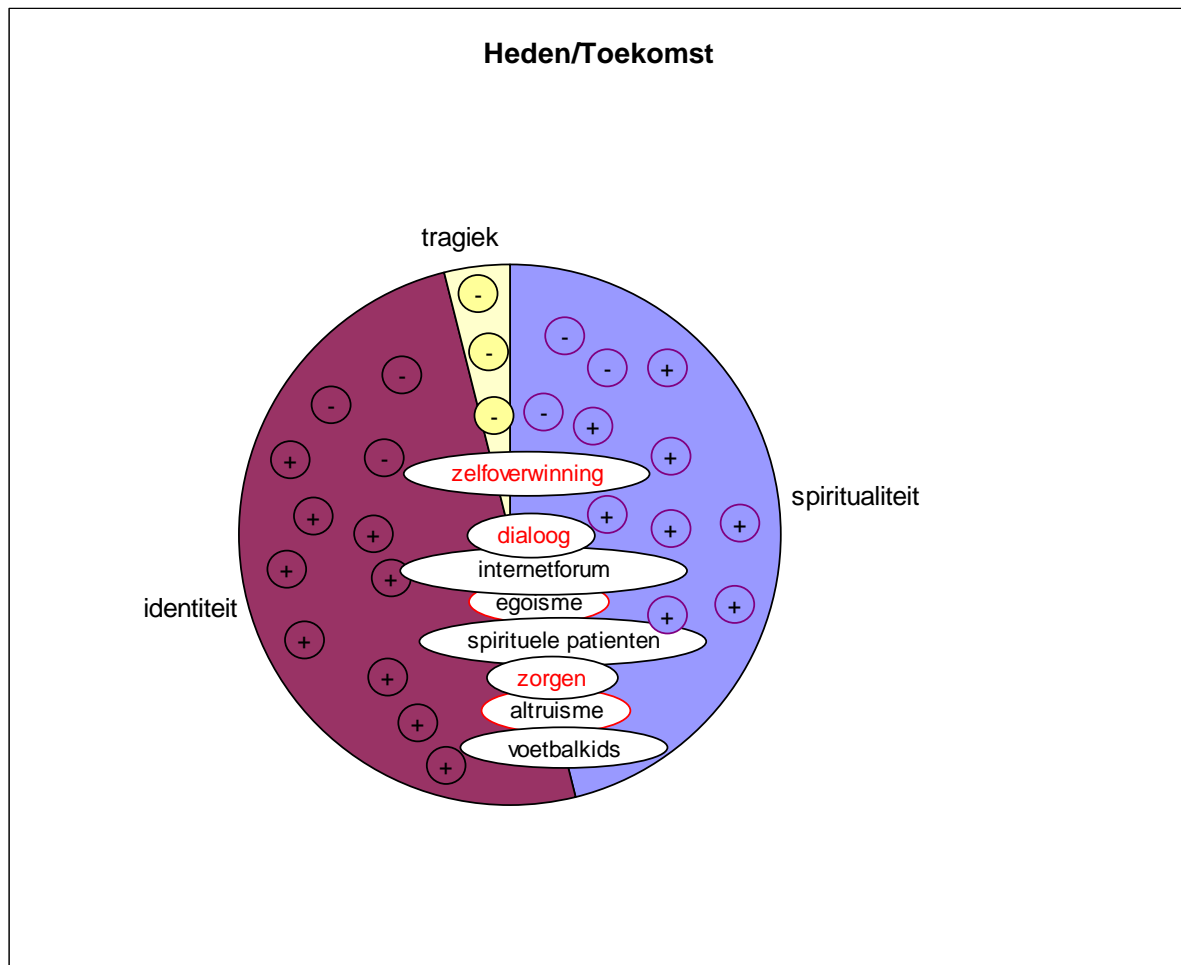 Heden/Toekomst
tragiek
-
-
-
-
-
+
-
-
-
+
+
-
+
zelfoverwinning
spiritualiteit
+
+
+
+
+
dialoog
+
+
internetforum
egoisme
+
+
identiteit
+
spirituele patienten
+
zorgen
altruisme
+
voetbalkids
+